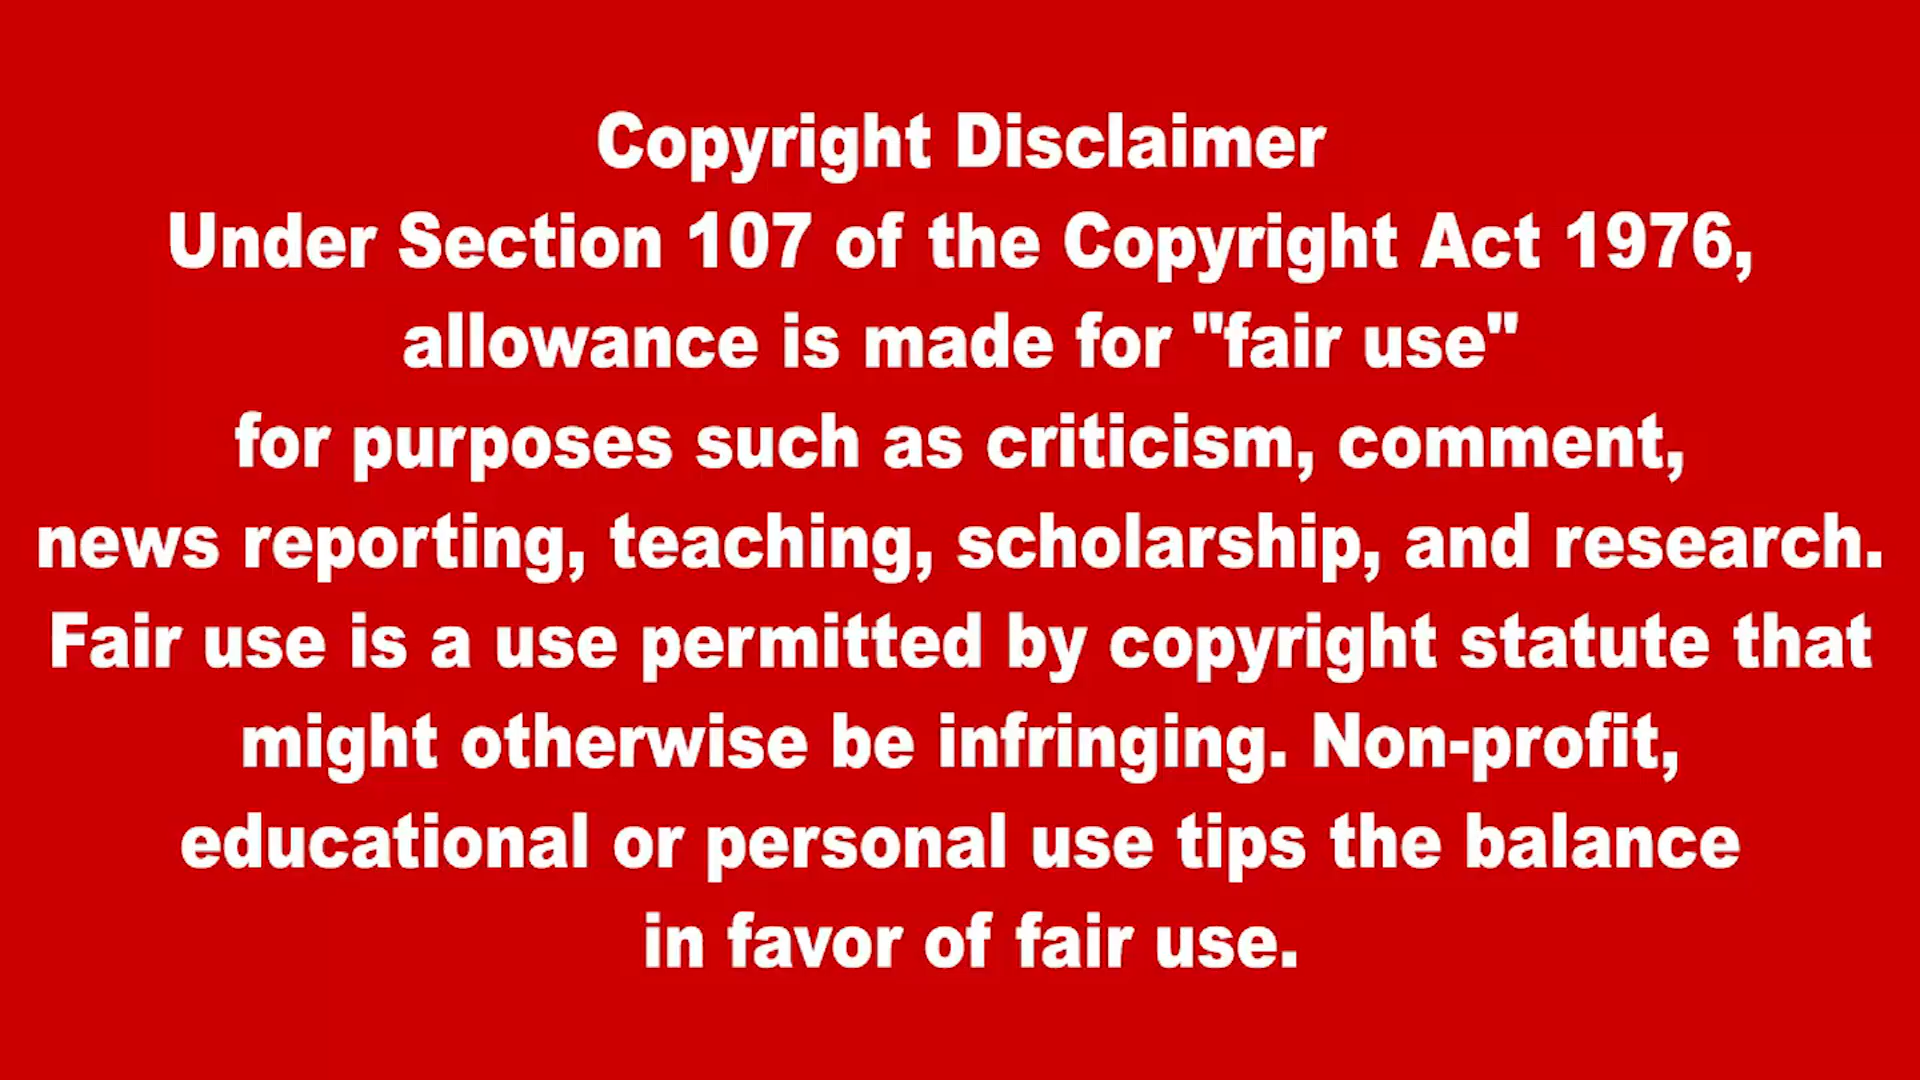 Copyright Disclaimer
Under Section 107 of the Copyright Act 1976,
allowance is made for "fair use"
for purposes such as criticism, comment,
news reporting, teaching, scholarship, and research.
Fair use is a use permitted by copyright statute that
might otherwise be infringing. Non-profit,
educational or personal use tips the balance
in favor of fair use.